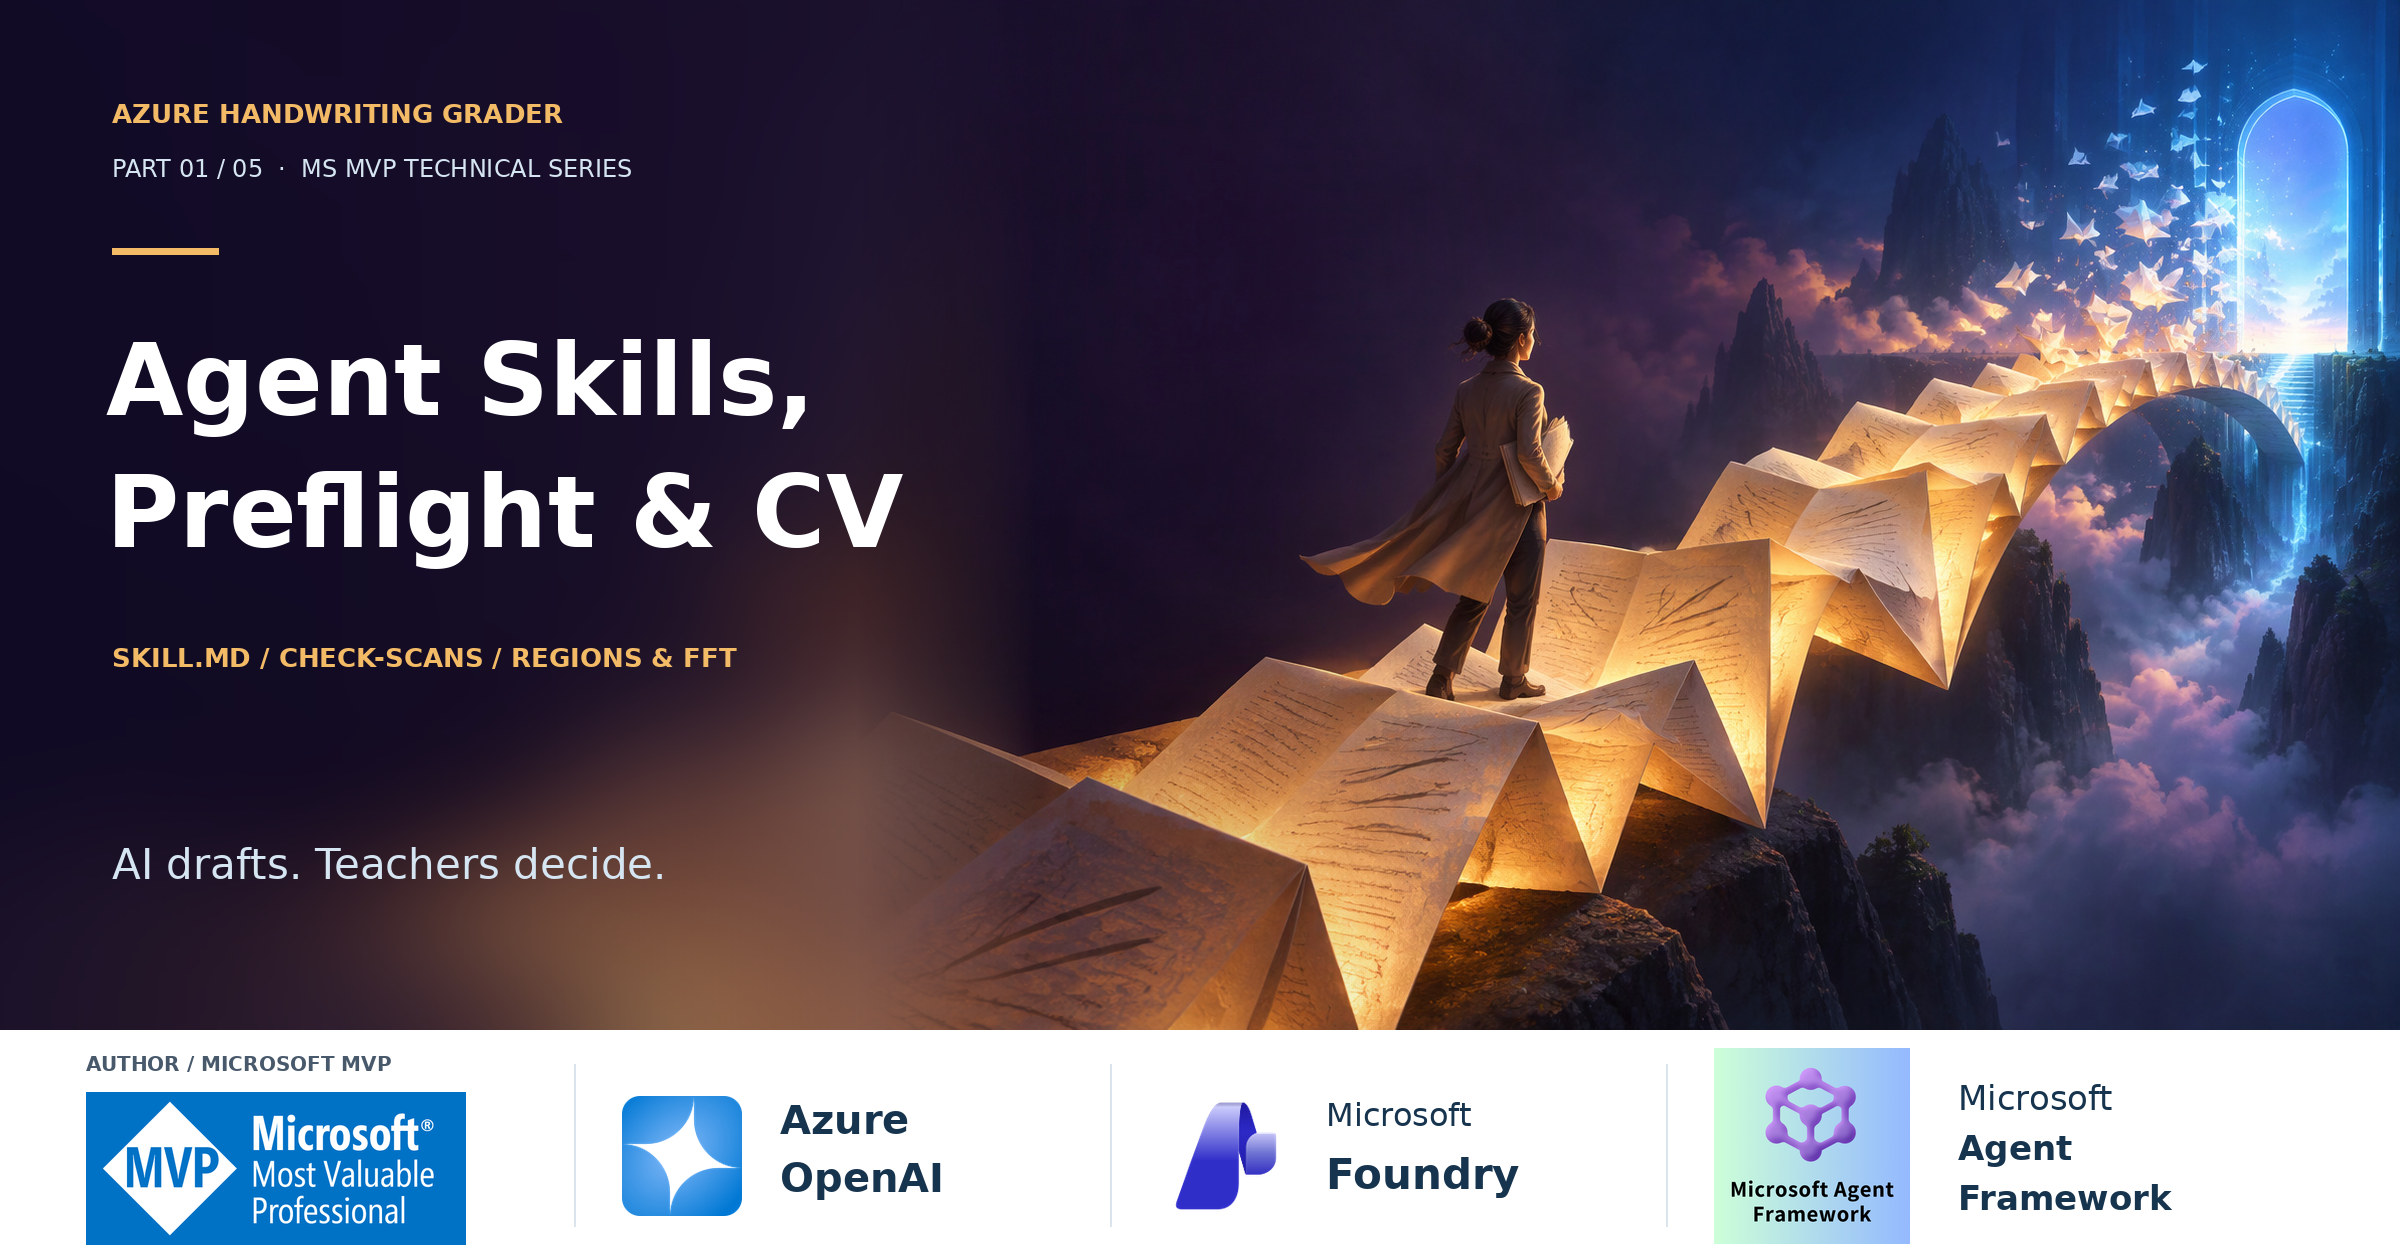 AZURE HANDWRITING GRADER
PART 01 / 05 · MS MVP TECHNICAL SERIES
Agent Skills,
Preflight & CV
SKILL.MD / CHECK-SCANS / REGIONS & FFT
AI drafts. Teachers decide.
AUTHOR / MICROSOFT MVP
MVP
Microsoft®
Most Valuable
Professional
Azure
OpenAI
Microsoft
Foundry
Microsoft Agent
Framework
Microsoft
Agent
Framework